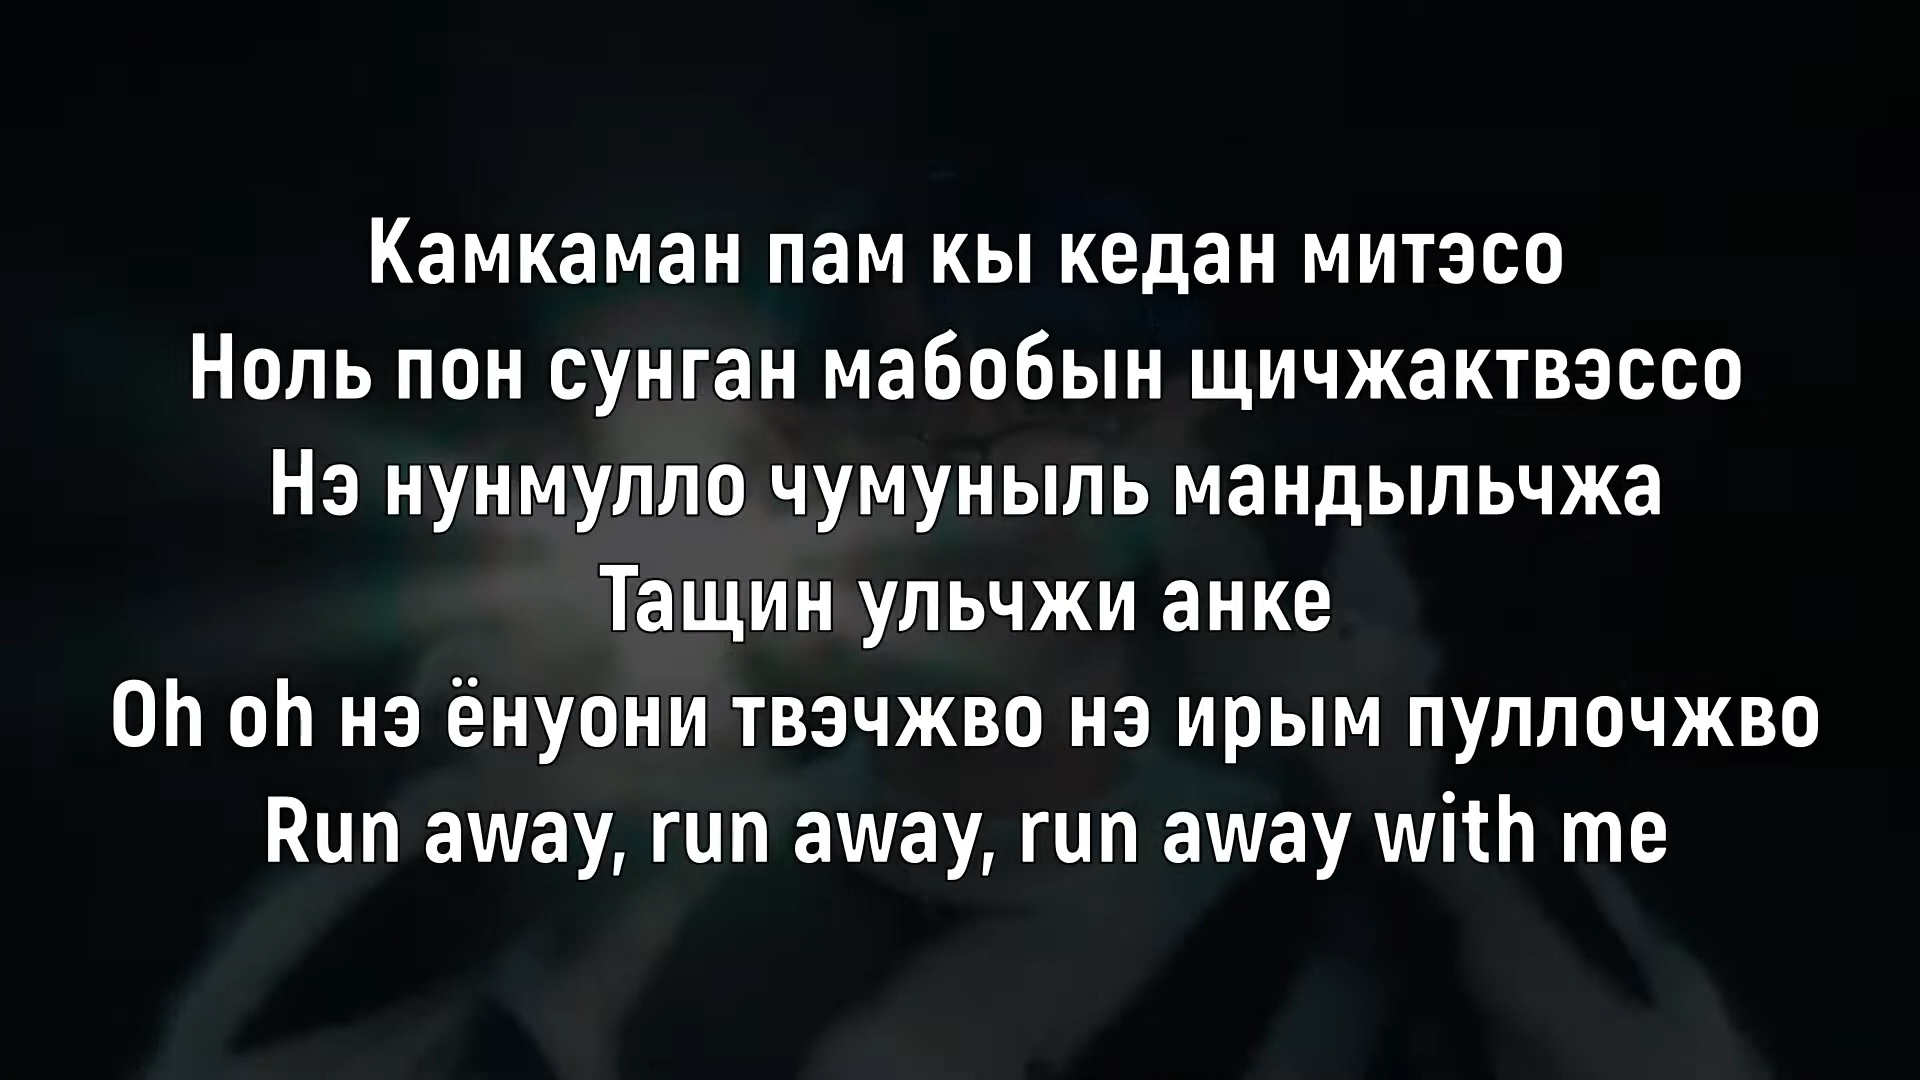 Камкаман пам кы кедан митэсо
Ноль пон сунган мабобын щичжактвэссо
Нэ нунмулло чумуныль мандыльчжа
Тащин ульчжи анке
Oh oh нэ ёнуони твэчжво нэ ирым пуллочжво
Run away, run away, run away with me